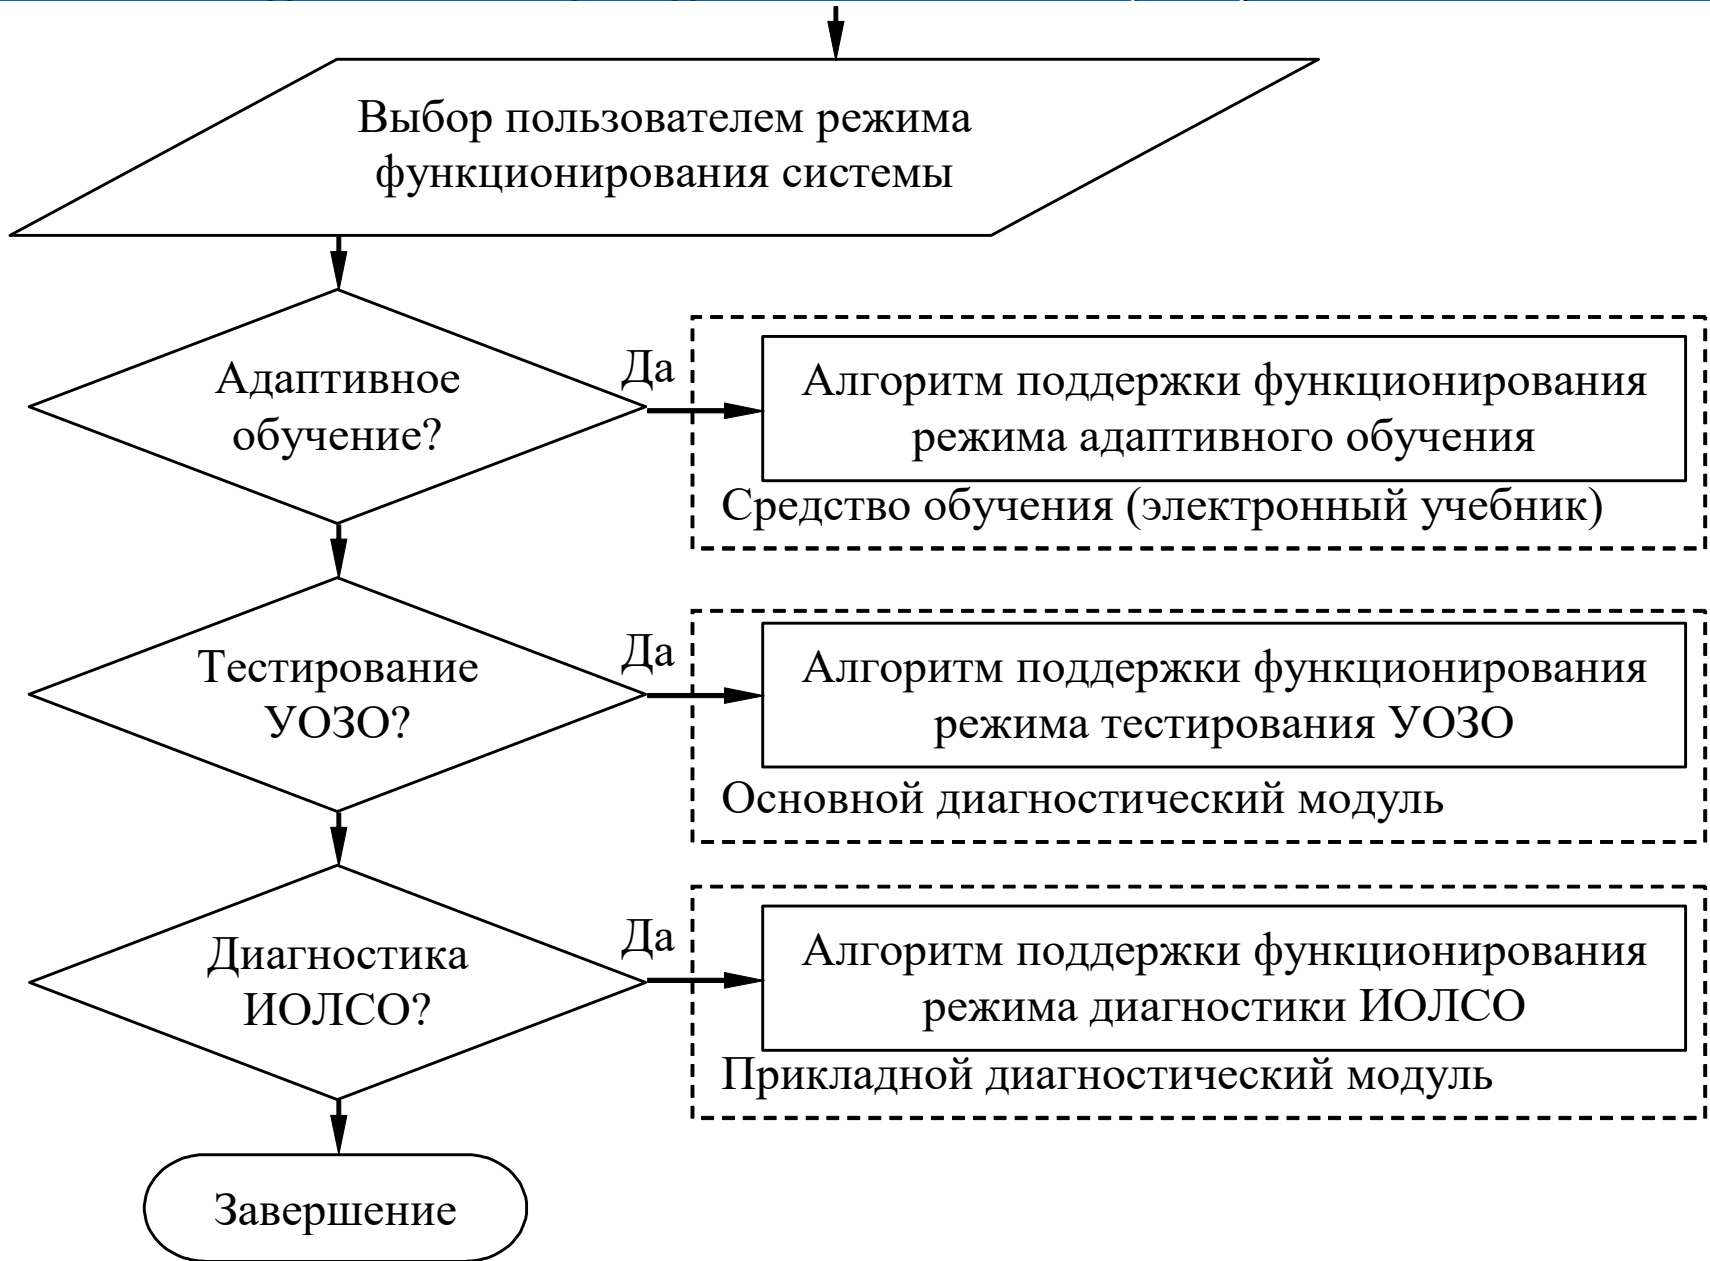 Выбор пользователем режима
функционирования системы
Адаптивное
обучение?
Да
Алгоритм поддержки функционирования
режима адаптивного обучения
Средство обучения (электронный учебник)
Тестирование
УОЗО?
Да
Алгоритм поддержки функционирования
режима тестирования УОЗО
Основной диагностический модуль
Диагностика
ИОЛСО?
Да
Алгоритм поддержки функционирования
режима диагностики ИОЛСО
Прикладной диагностический модуль
Завершение